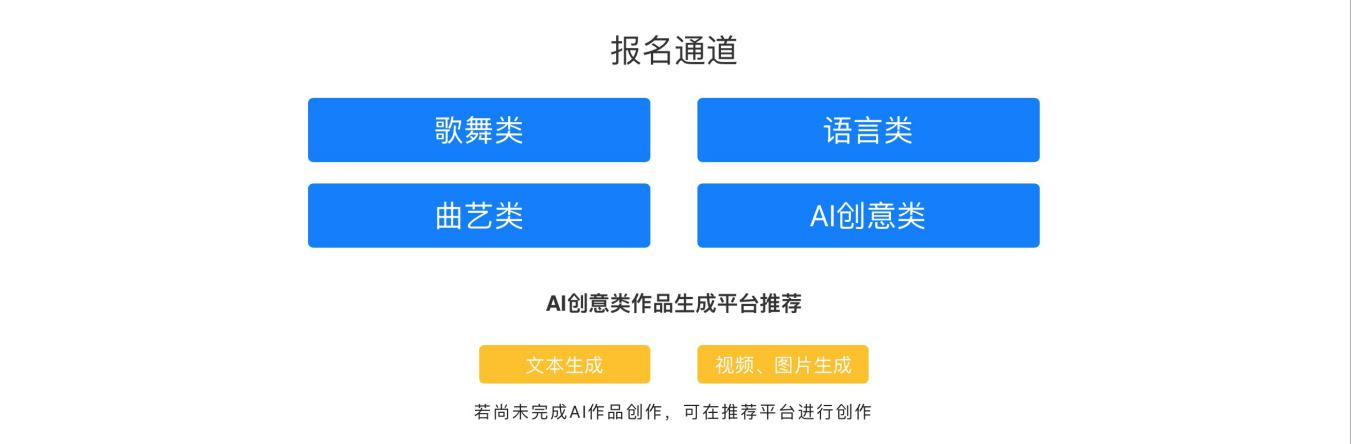 报名通道
歌舞类
语言类
曲艺类
AI创意类
AI创意类作品生成平台推荐
文本生成
视频、图片生成
若尚未完成AI作品创作，可在推荐平台进行创作